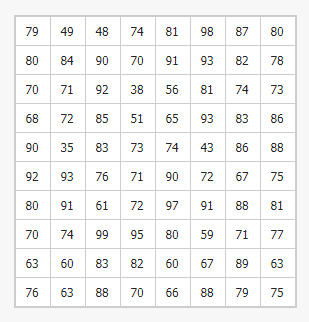 79 49 48 74 81 98 87 80
80 84 90 70 91 93 82 78
70 71 92 38 56 81 74 73
68 72 85 51 65 93 83 86
90 35 83 73 74 43 86 88
92 93 76 71 90 72 67 75
80 91 61 72 97 91 88 81
70 74 99 95 80 59 71 77
63 60 83 82 60 67 89 63
76 63 88 70 66 88 79 75